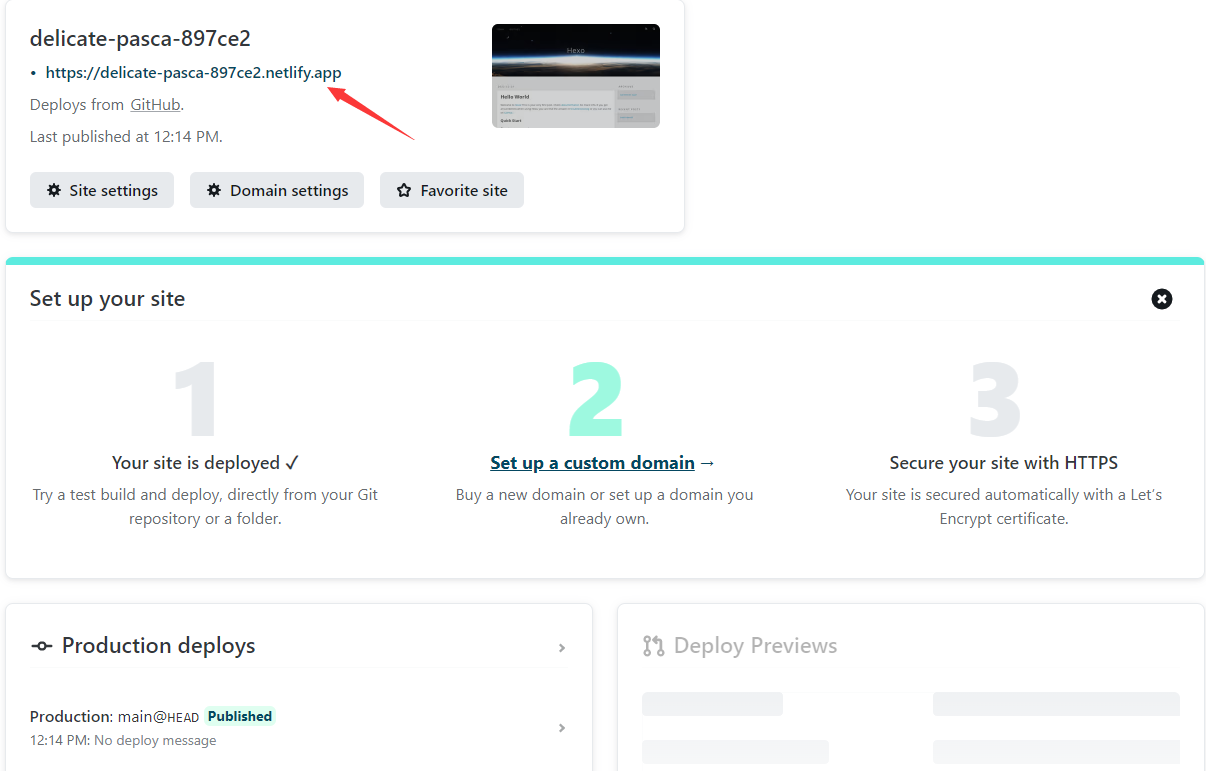 delicate-pasca-897ce2
• https://delicate-pasca-897ce2.netlify.app
Deploys from GitHub.
Last published at 12:14 PM.
Hexo
Hello World
Quick Start
Site settings
Domain settings
Favorite site
Set up your site
1
2
3
Your site is deployed ✓
Set up a custom domain →
Secure your site with HTTPS
Try a test build and deploy, directly from your Git
repository or a folder.
Buy a new domain or set up a domain you
already own.
Your site is secured automatically with a Let’s
Encrypt certificate.
Production deploys
Deploy Previews
Production: main@HEAD Published
12:14 PM: No deploy message